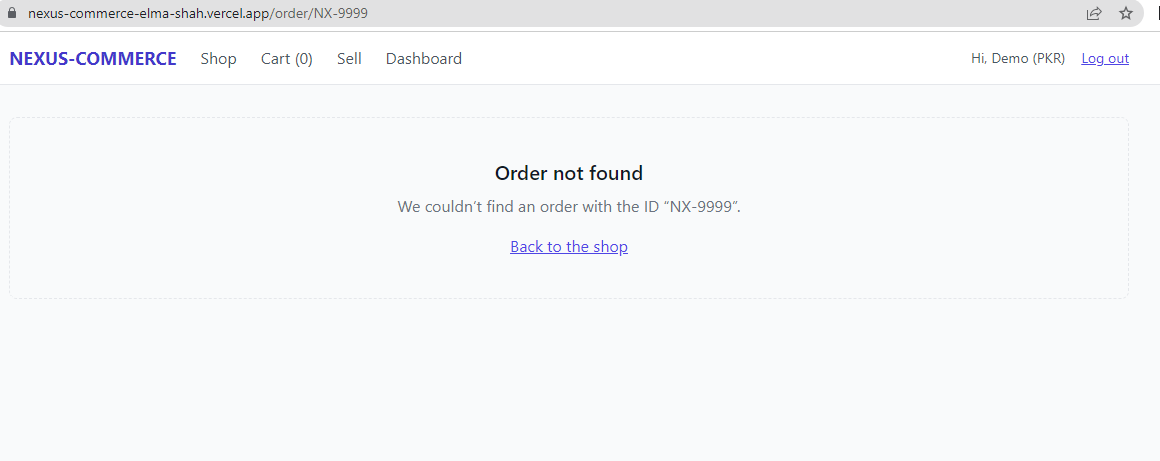 nexus-commerce-elma-shah.vercel.app/order/NX-9999
NEXUS-COMMERCE Shop Cart (0) Sell Dashboard Hi, Demo (PKR) Log out
Order not found
We couldn’t find an order with the ID “NX-9999”.
Back to the shop